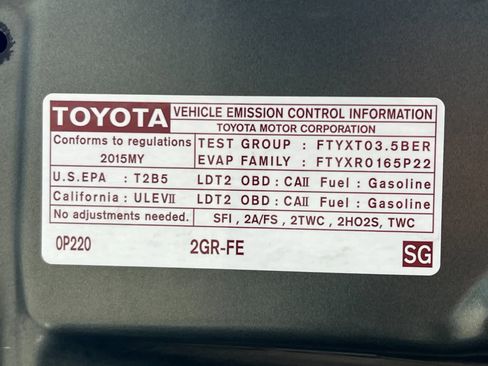 TOYOTA VEHICLE EMISSION CONTROL INFORMATION
TOYOTA MOTOR CORPORATION
Conforms to regulations
2015MY
TEST GROUP : FTYXT03.5BER
EVAP FAMILY : FTYXR0165P22
U.S.EPA : T2B5 LDT2 OBD : CAII Fuel : Gasoline
California : ULEVII LDT2 OBD : CAII Fuel : Gasoline
No adjustments needed. SFI , 2A/FS , 2TWC , 2HO2S, TWC
0P220 2GR-FE SG